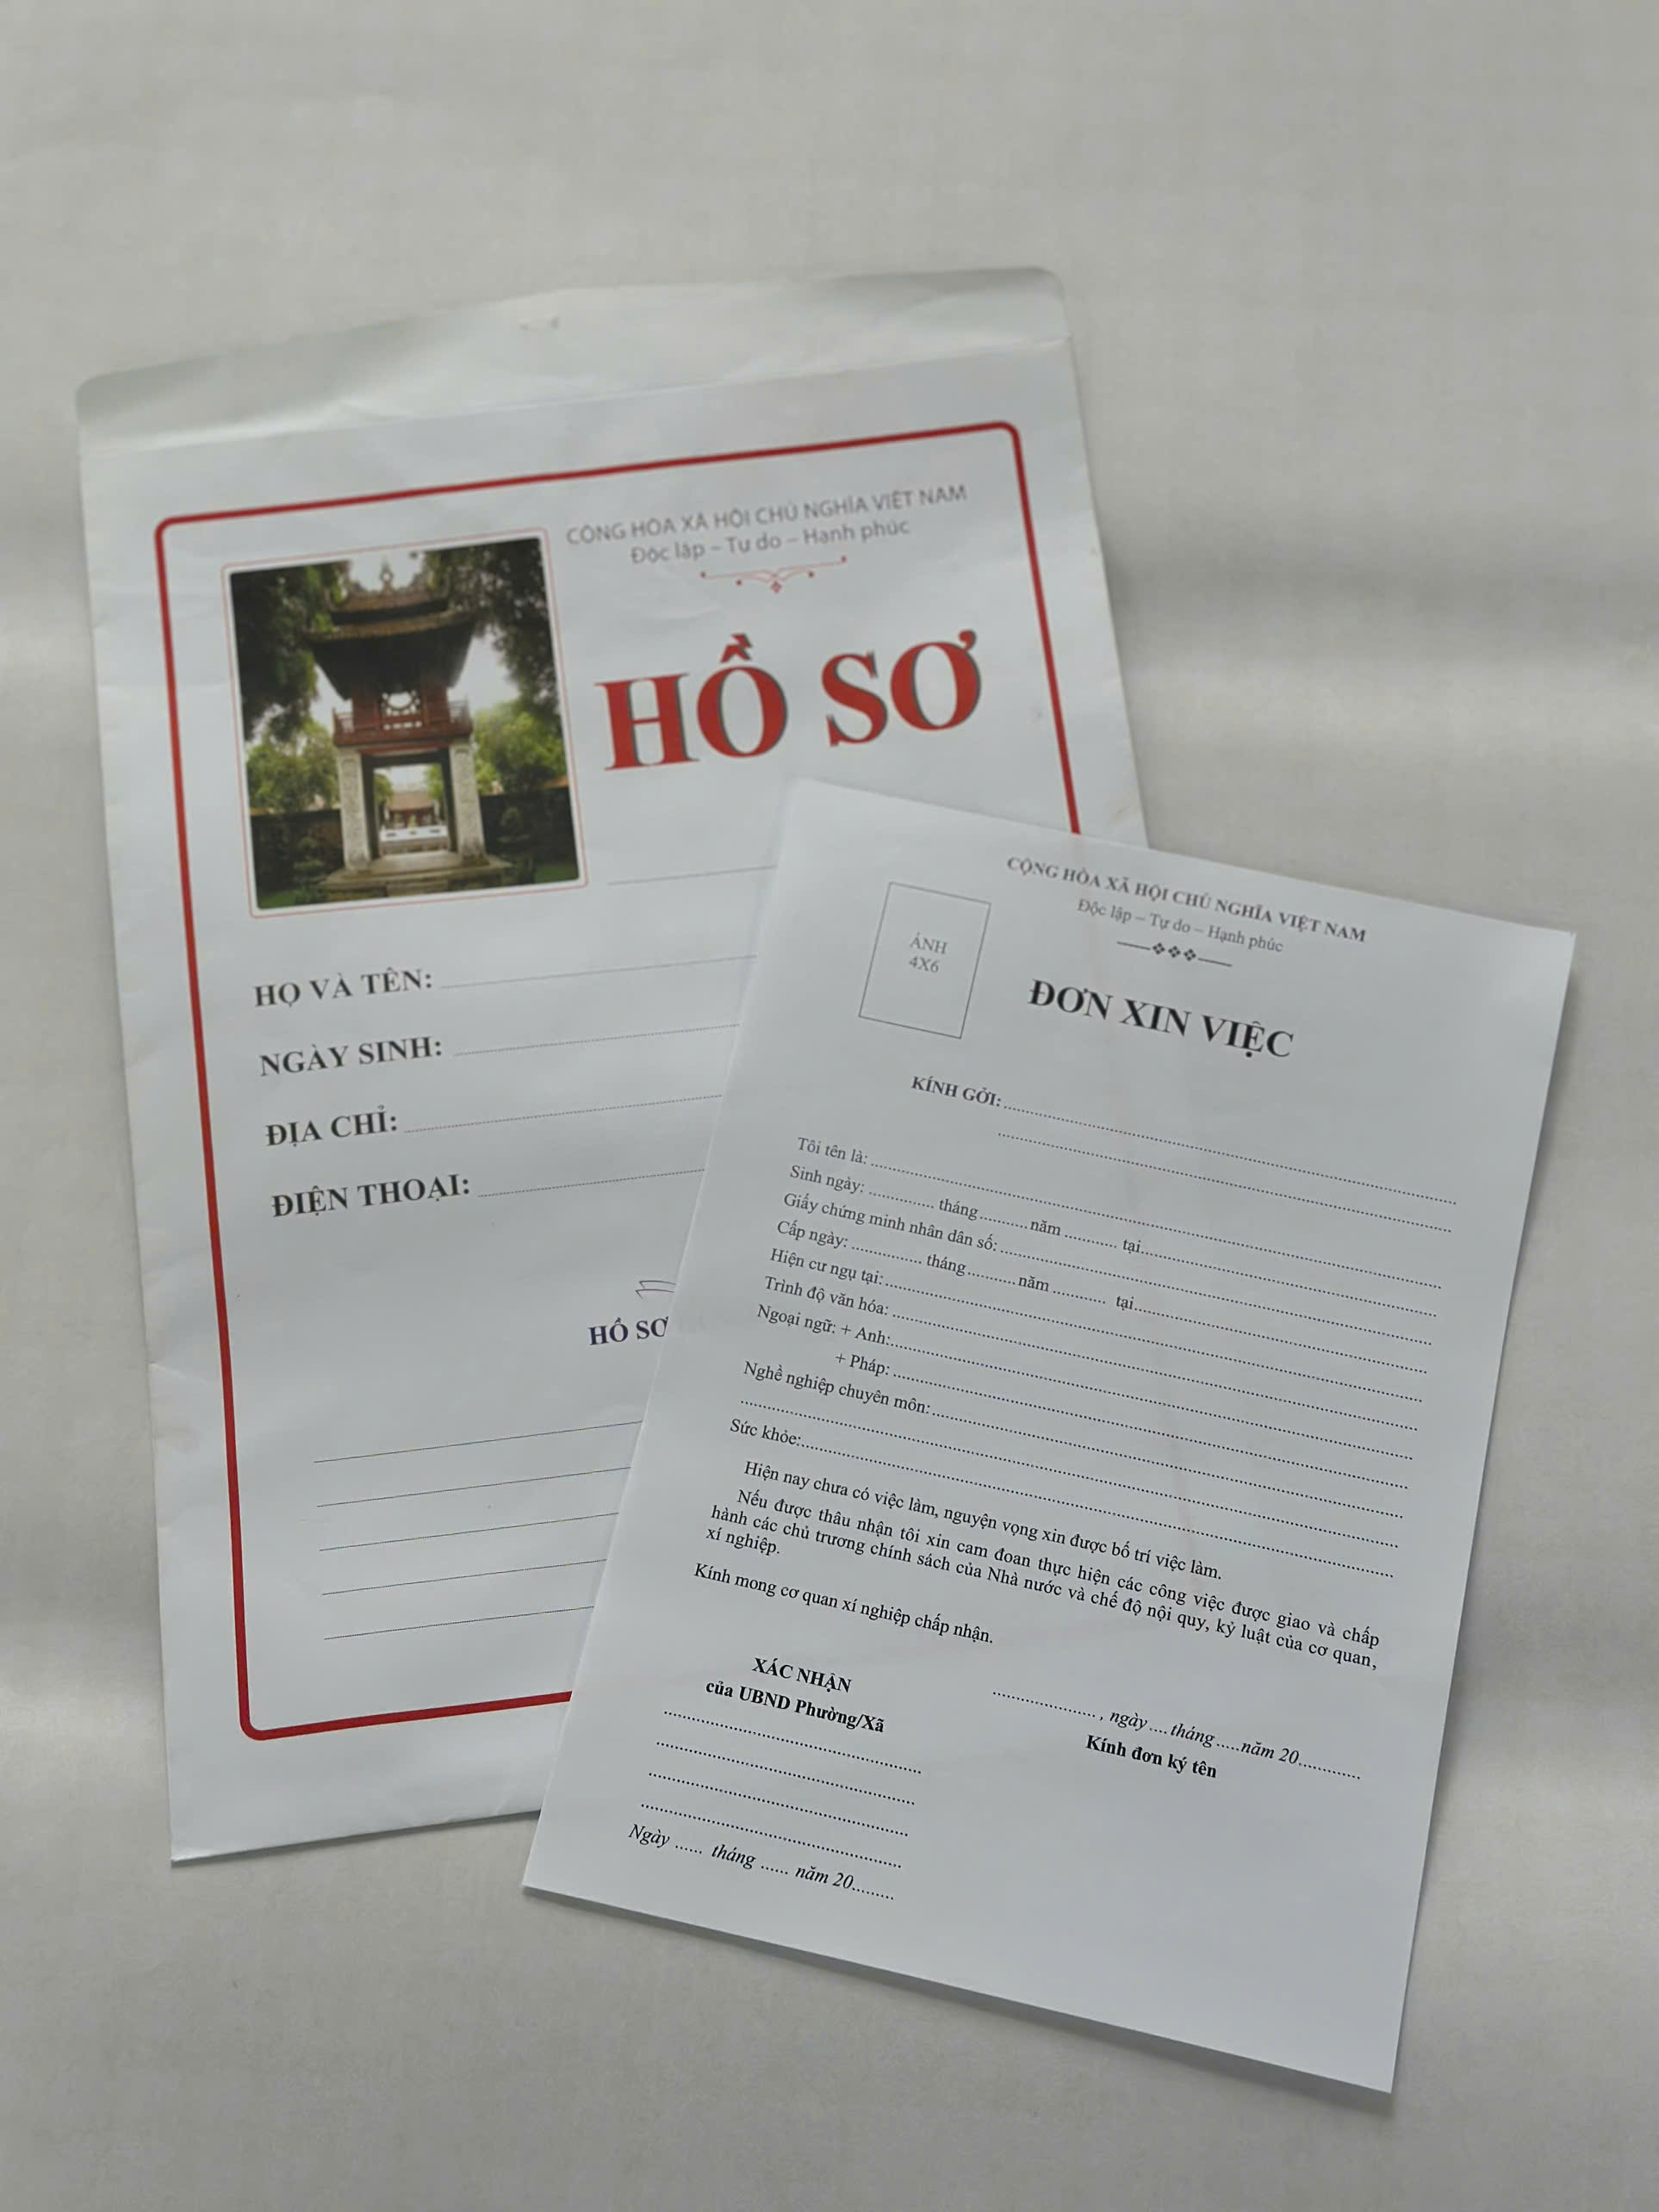 CỘNG HÒA XÃ HỘI CHỦ NGHĨA VIỆT NAM
Độc lập – Tự do – Hạnh phúc
HỒ SƠ
HỌ VÀ TÊN:
NGÀY SINH:
ĐỊA CHỈ:
ĐIỆN THOẠI:
HỒ SƠ
CỘNG HÒA XÃ HỘI CHỦ NGHĨA VIỆT NAM
Độc lập – Tự do – Hạnh phúc
ẢNH
4X6
ĐƠN XIN VIỆC
KÍNH GỞI:
Tôi tên là:
Sinh ngày: ............. tháng .......... năm ........... tại
Giấy chứng minh nhân dân số:
Cấp ngày: .............. tháng .......... năm ........... tại
Hiện cư ngụ tại:
Trình độ văn hóa:
Ngoại ngữ: + Anh:
+ Pháp:
Nghề nghiệp chuyên môn:
Sức khỏe:
Hiện nay chưa có việc làm, nguyện vọng xin được bố trí việc làm.
Nếu được thâu nhận tôi xin cam đoan thực hiện các công việc được giao và chấp
hành các chủ trương chính sách của Nhà nước và chế độ nội quy, kỷ luật của cơ quan,
xí nghiệp.
Kính mong cơ quan xí nghiệp chấp nhận.
XÁC NHẬN
của UBND Phường/Xã
Ngày ...... tháng ...... năm 20.........
..................... , ngày .... tháng ..... năm 20.............
Kính đơn ký tên